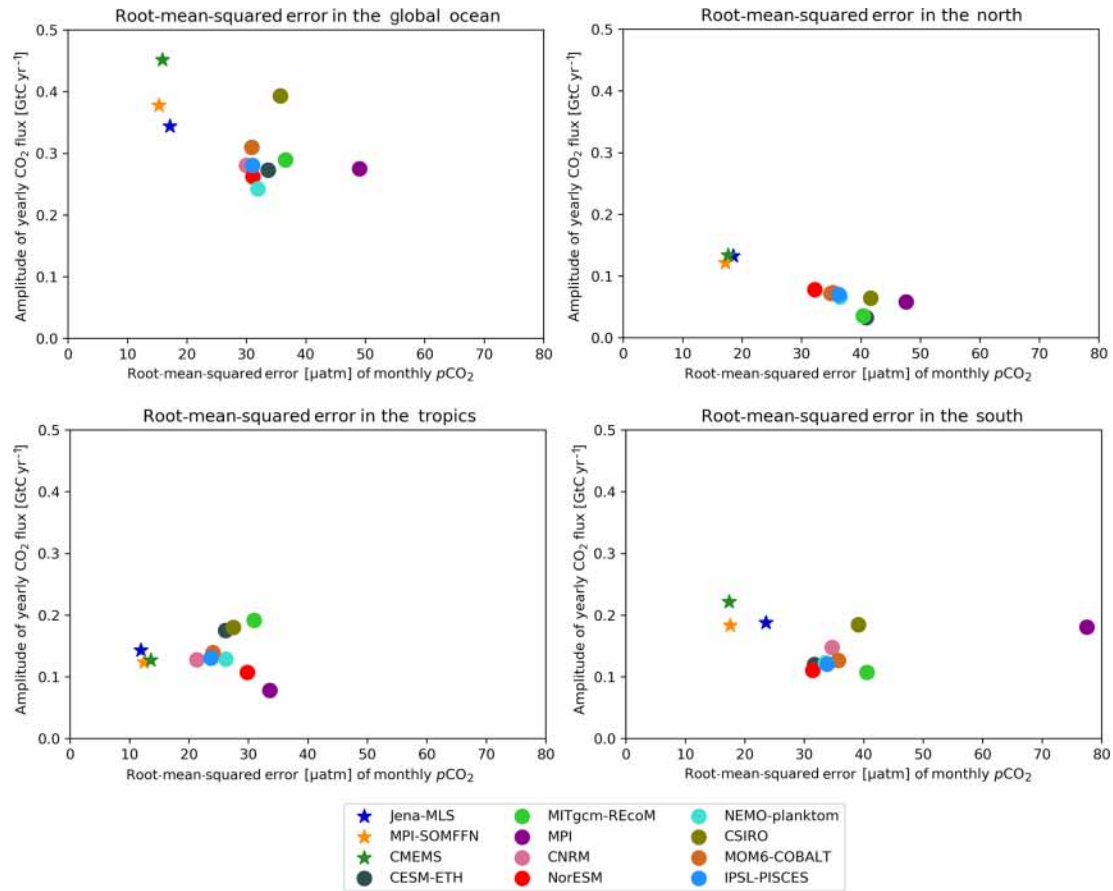 Root-mean-squared error in the global ocean
Root-mean-squared error in the north
0.5
0.4
0.3
0.2
0.1
0.0
Amplitude of yearly CO₂ flux [GtC yr⁻¹]
0 10 20 30 40 50 60 70 80
Root-mean-squared error [µatm] of monthly pCO₂
0.5
0.4
0.3
0.2
0.1
0.0
Amplitude of yearly CO₂ flux [GtC yr⁻¹]
0 10 20 30 40 50 60 70 80
Root-mean-squared error [µatm] of monthly pCO₂
Root-mean-squared error in the tropics
Root-mean-squared error in the south
0.5
0.4
0.3
0.2
0.1
0.0
Amplitude of yearly CO₂ flux [GtC yr⁻¹]
0 10 20 30 40 50 60 70 80
Root-mean-squared error [µatm] of monthly pCO₂
0.5
0.4
0.3
0.2
0.1
0.0
Amplitude of yearly CO₂ flux [GtC yr⁻¹]
0 10 20 30 40 50 60 70 80
Root-mean-squared error [µatm] of monthly pCO₂
Jena-MLS MITgcm-REcoM NEMO-planktom
MPI-SOMFFN MPI CSIRO
CMEMS CNRM MOM6-COBALT
CESM-ETH NorESM IPSL-PISCES